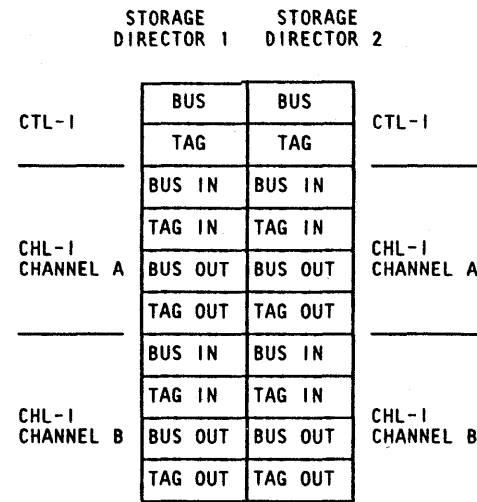 STORAGE STORAGE
DIRECTOR 1 DIRECTOR 2
BUS BUS
CTL-I CTL-I
TAG TAG
BUS IN BUS IN
TAG IN TAG IN
CHL-I CHL-I
CHANNEL A BUS OUT BUS OUT CHANNEL A
TAG OUT TAG OUT
BUS IN BUS IN
TAG IN TAG IN
CHL-I CHL-I
CHANNEL B BUS OUT BUS OUT CHANNEL B
TAG OUT TAG OUT